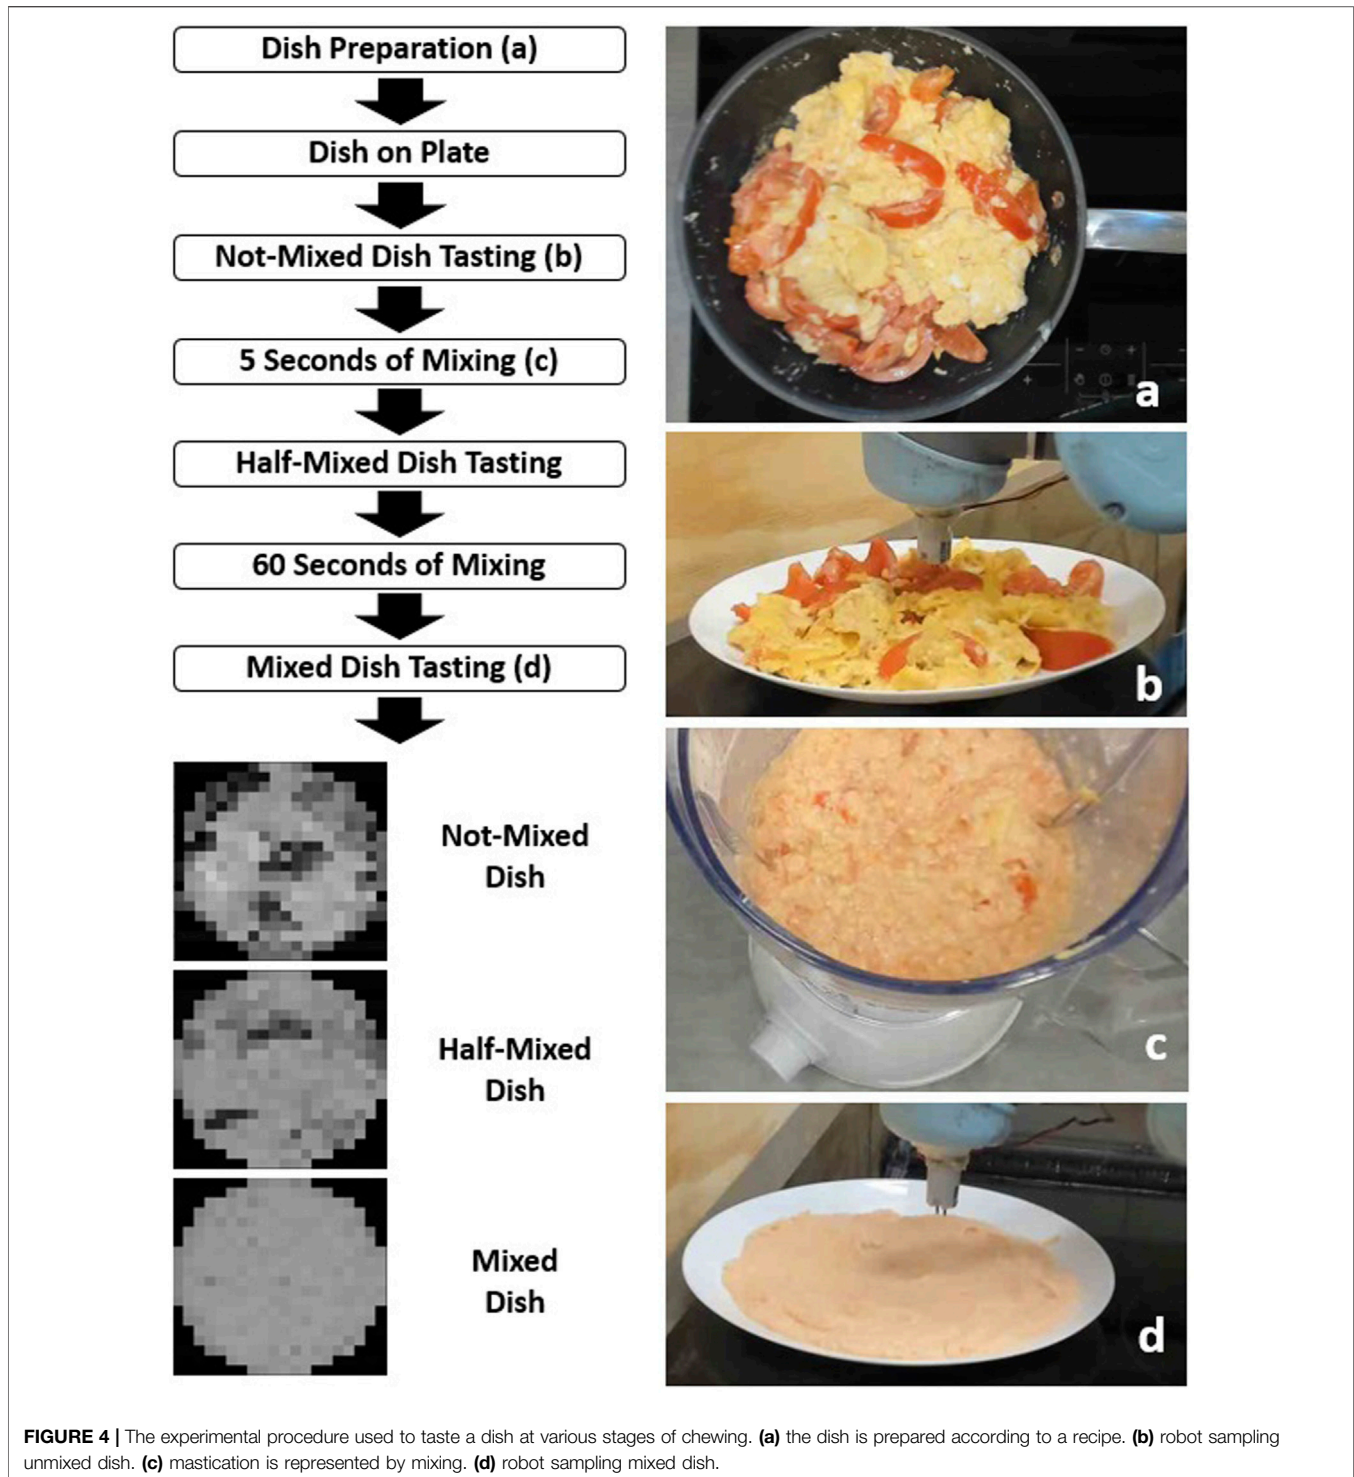 Dish Preparation (a)
Dish on Plate
Not-Mixed Dish Tasting (b)
5 Seconds of Mixing (c)
Half-Mixed Dish Tasting
60 Seconds of Mixing
Mixed Dish Tasting (d)
Not-Mixed
Dish
Half-Mixed
Dish
Mixed
Dish
a
b
c
d
FIGURE 4 | The experimental procedure used to taste a dish at various stages of chewing. (a) the dish is prepared according to a recipe. (b) robot sampling
unmixed dish. (c) mastication is represented by mixing. (d) robot sampling mixed dish.